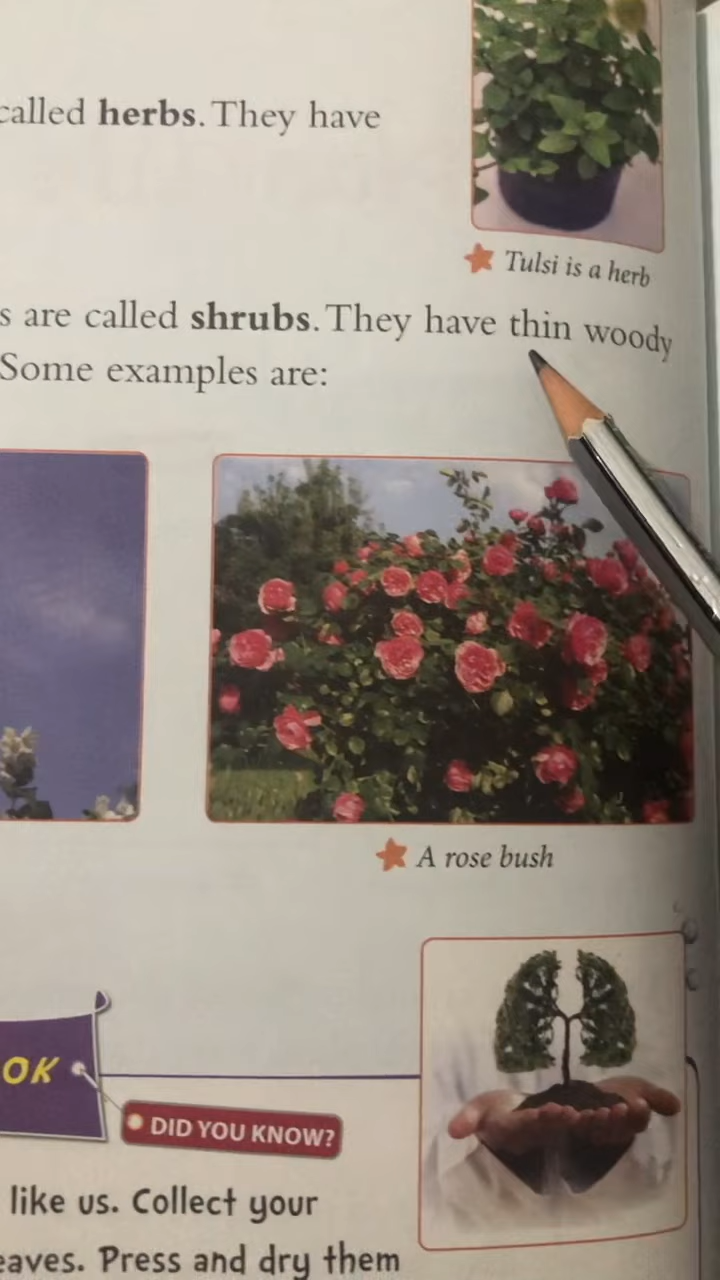 called herbs. They have
Tulsi is a herb
s are called shrubs. They have thin woody
Some examples are:
A rose bush
OK
DID YOU KNOW?
like us. Collect your
eaves. Press and dry them